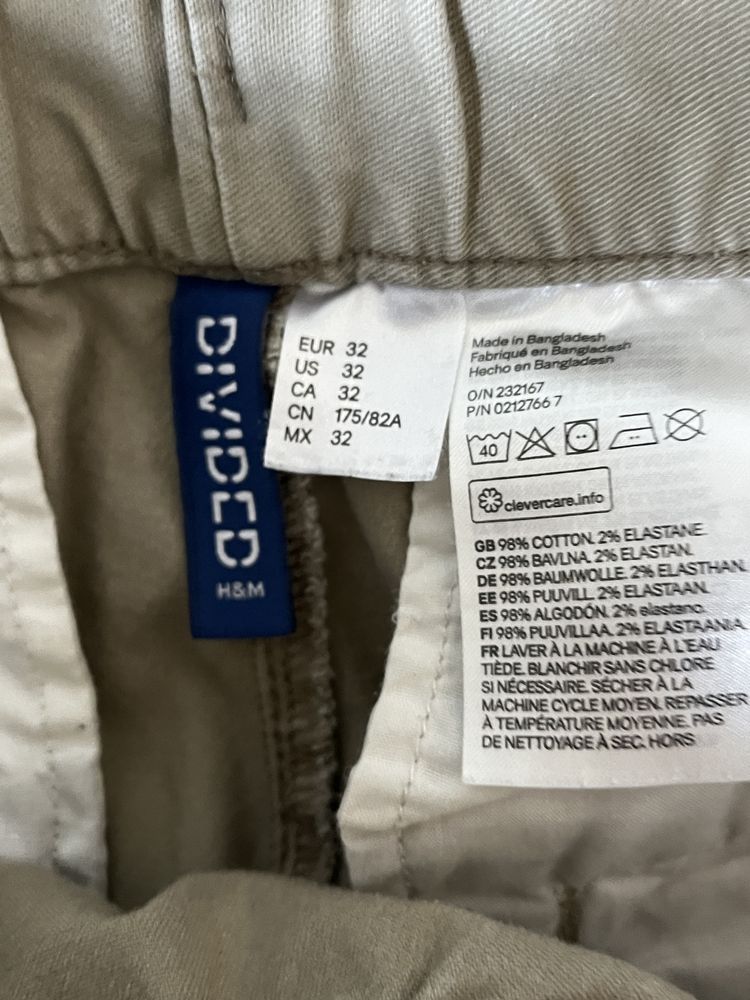 DIVIDED
H&M
EUR 32
US 32
CA 32
CN 175/82A
MX 32
Made in Bangladesh
Fabriqué en Bangladesh
Hecho en Bangladesh
O/N 232167
P/N 0212766 7
40
clevercare.info
GB 98% COTTON. 2% ELASTANE
CZ 98% BAVLNA. 2% ELASTAN.
DE 98% BAUMWOLLE. 2% ELASTHAN.
EE 98% PUUVILL. 2% ELASTAAN.
ES 98% ALGODÓN. 2% elastano.
FI 98% PUUVILLAA. 2% ELASTAANIA.
FR LAVER À LA MACHINE À L'EAU
TIÈDE. BLANCHIR SANS CHLORE
SI NÉCESSAIRE. SÉCHER À LA
MACHINE CYCLE MOYEN. REPASSER
À TEMPÉRATURE MOYENNE. PAS
DE NETTOYAGE À SEC. HORS